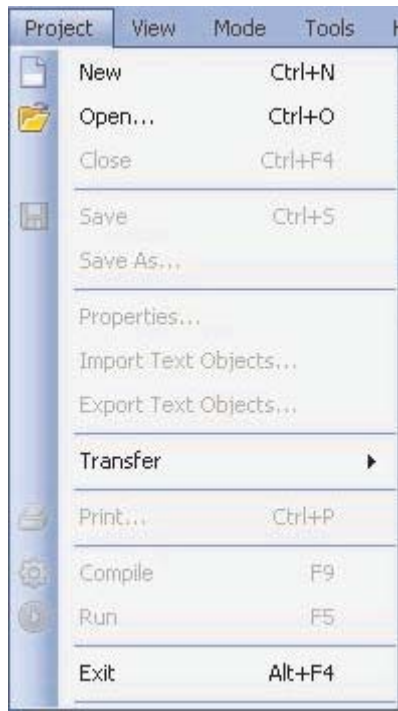 Project View Mode Tools
New Ctrl+N
Open... Ctrl+O
Close Ctrl+F4
Save Ctrl+S
Save As...
Properties...
Import Text Objects...
Export Text Objects...
Transfer
Print... Ctrl+P
Compile F9
Run F5
Exit Alt+F4